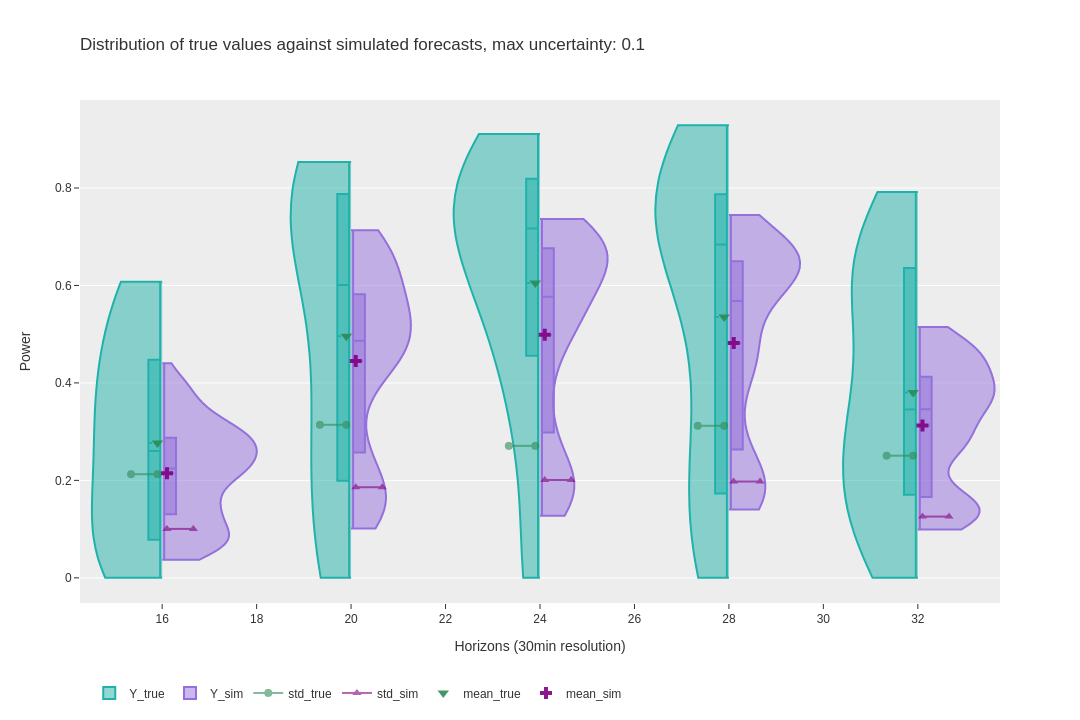 Distribution of true values against simulated forecasts, max uncertainty: 0.1
Power
0.8
0.6
0.4
0.2
0
16 18 20 22 24 26 28 30 32
Horizons (30min resolution)
Y_true Y_sim std_true std_sim mean_true mean_sim